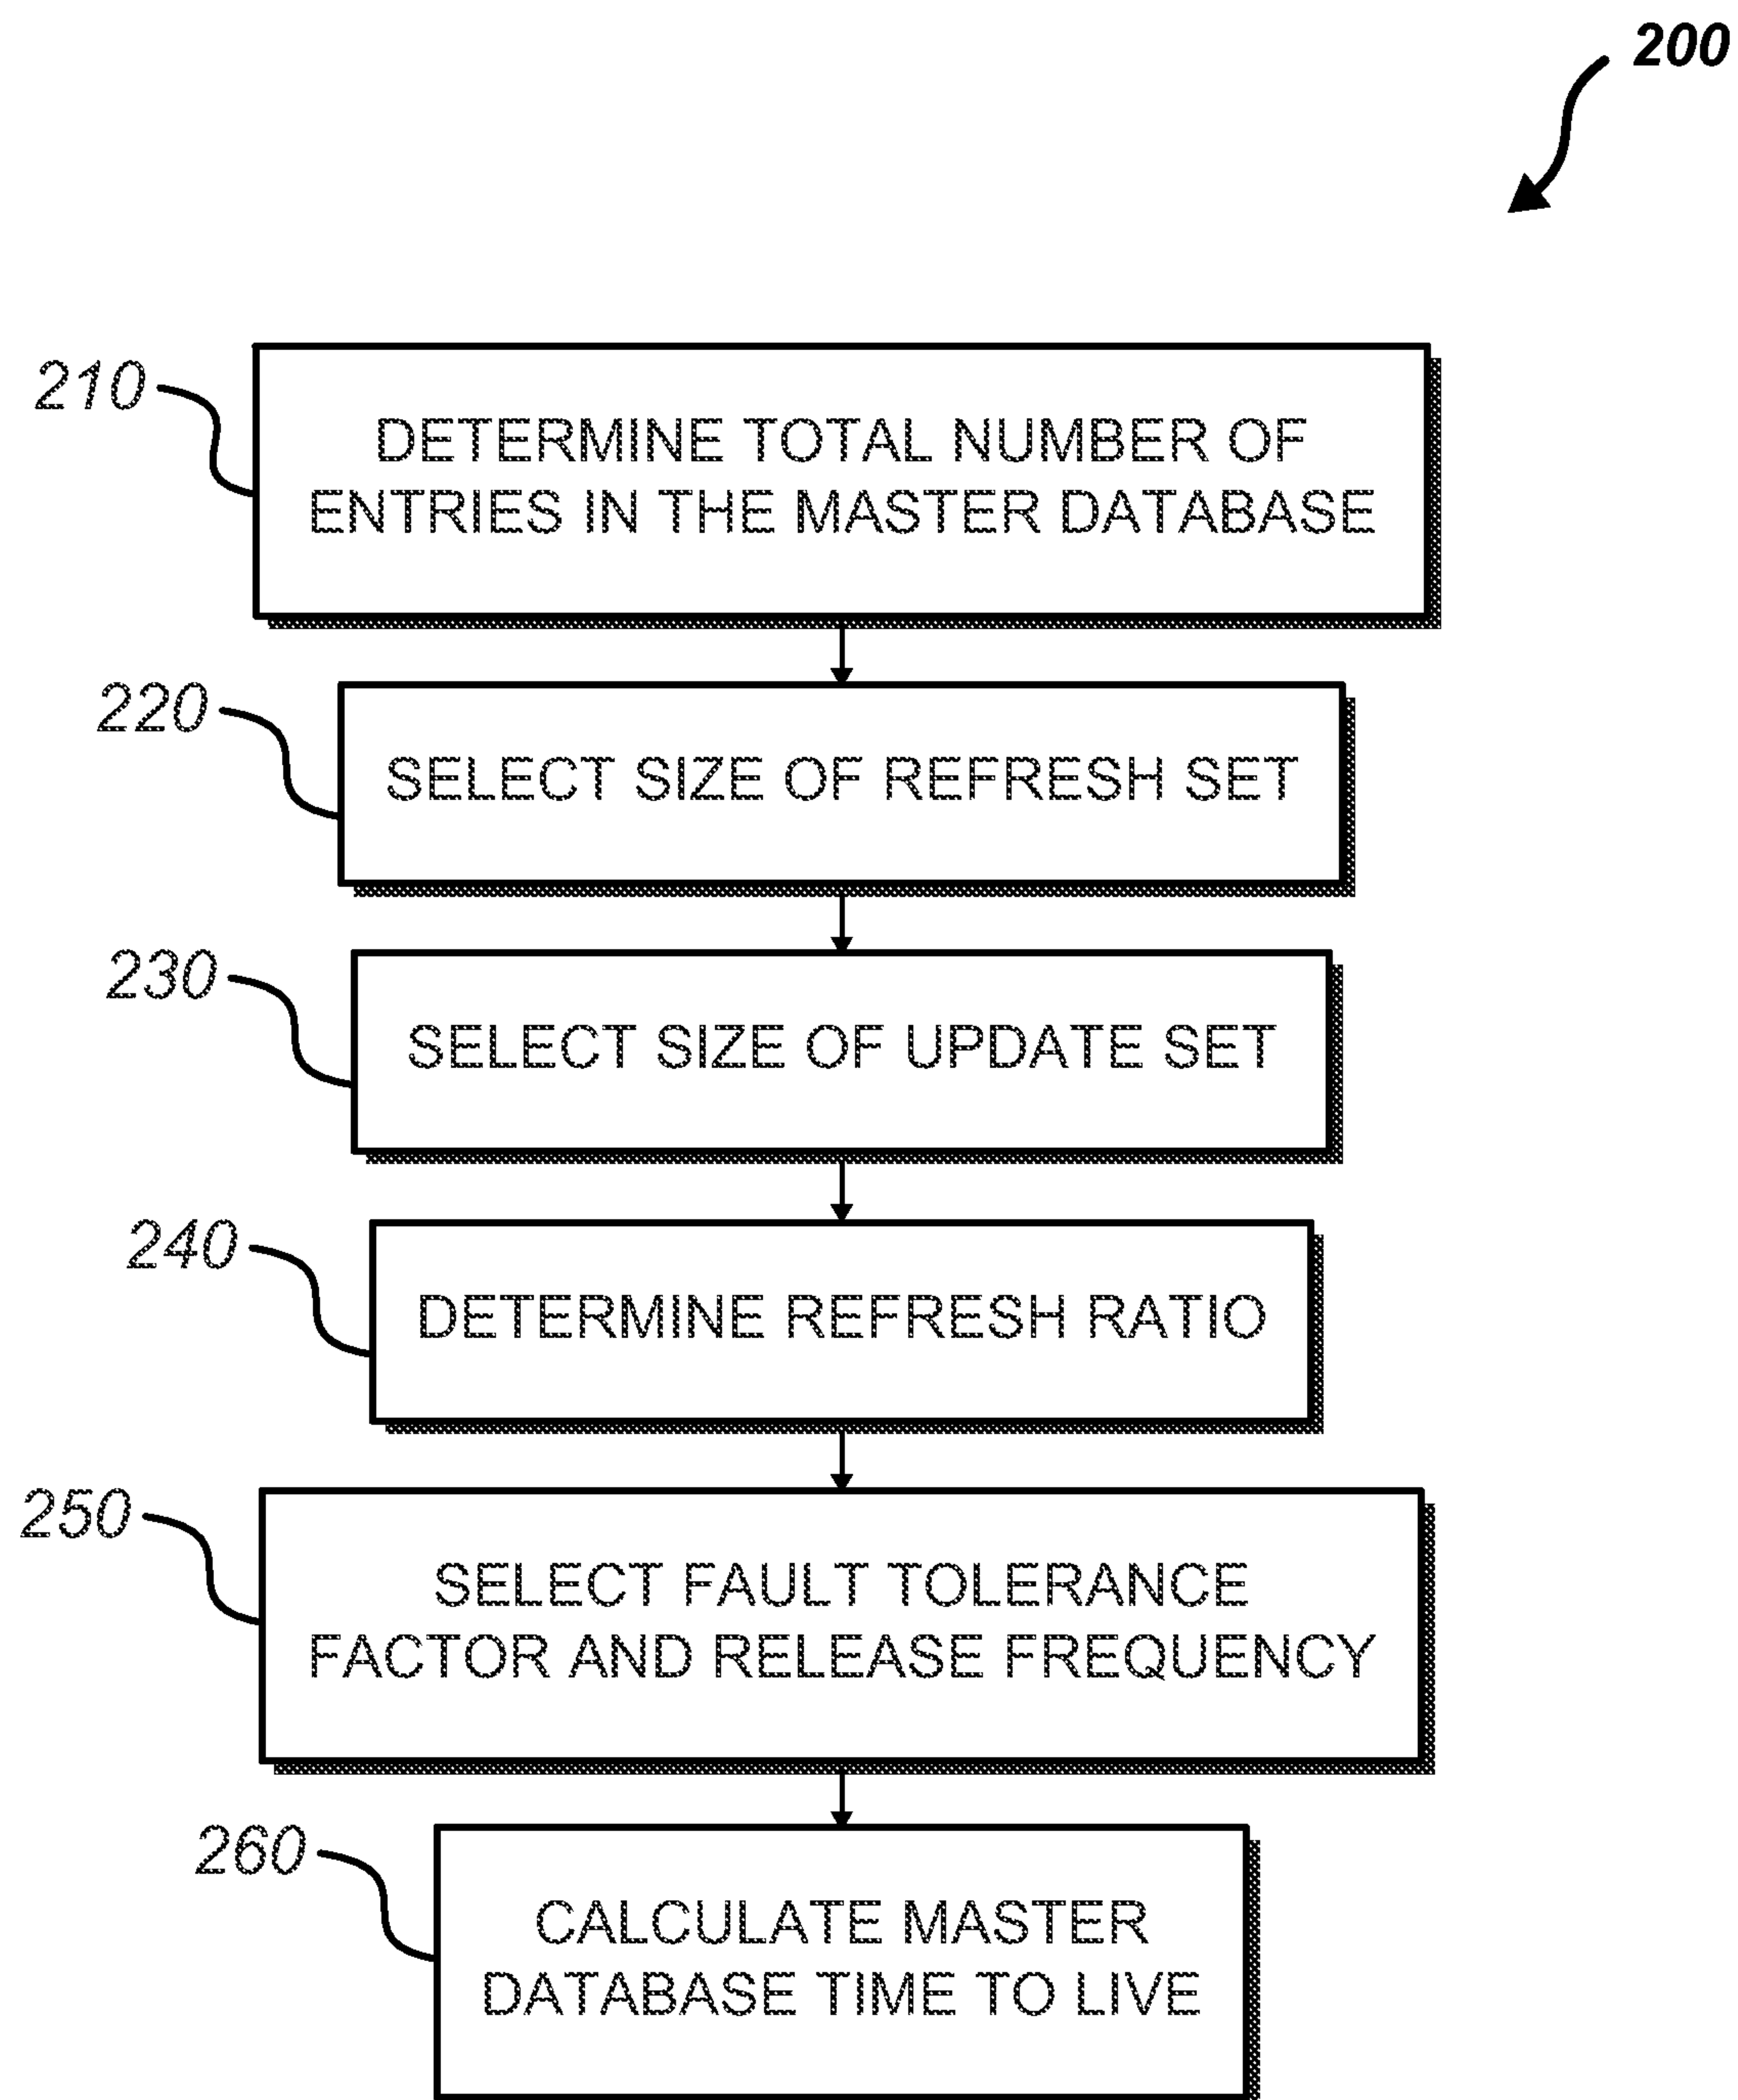 200
210
DETERMINE TOTAL NUMBER OF
ENTRIES IN THE MASTER DATABASE
220
SELECT SIZE OF REFRESH SET
230
SELECT SIZE OF UPDATE SET
240
DETERMINE REFRESH RATIO
250
SELECT FAULT TOLERANCE
FACTOR AND RELEASE FREQUENCY
260
CALCULATE MASTER
DATABASE TIME TO LIVE